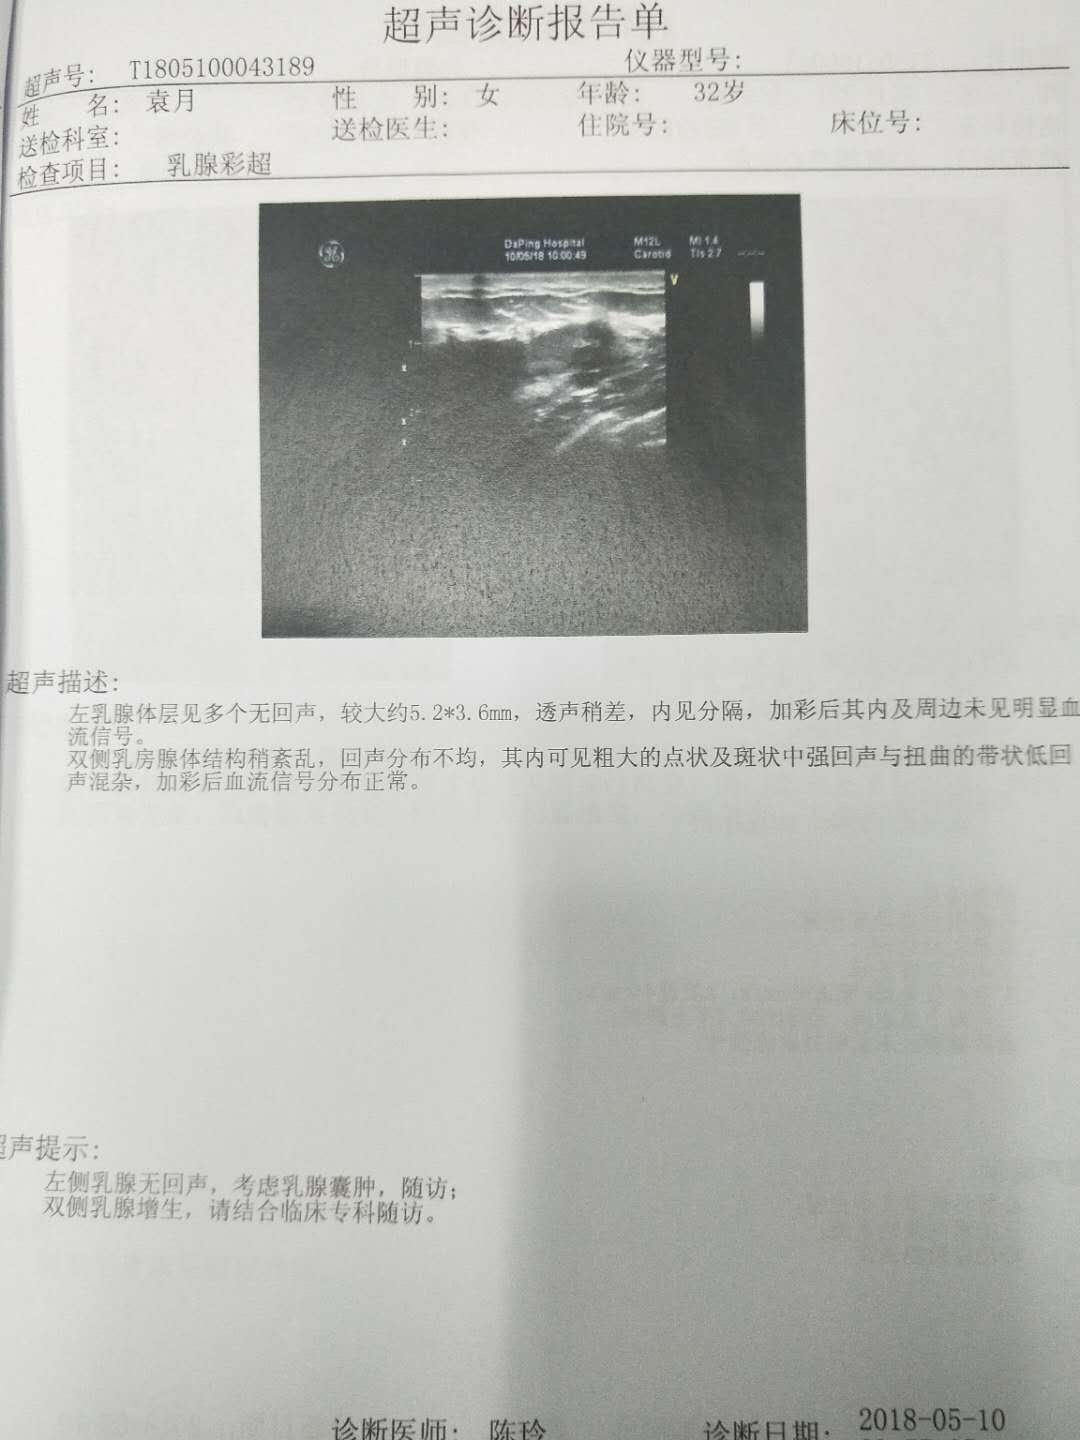 超声诊断报告单
超声号: T1805100043189 仪器型号:
姓 名: 袁月 性 别: 女 年龄: 32岁
送检科室: 送检医生: 住院号: 床位号:
检查项目: 乳腺彩超
DaPing Hospital M12L MI 1.4
10/05/18 10:00:49 Carotid TIs 2.7
V
1
2
超声描述:
左乳腺体层见多个无回声，较大约5.2*3.6mm，透声稍差，内见分隔，加彩后其内及周边未见明显血
流信号。
双侧乳房腺体结构稍紊乱，回声分布不均，其内可见粗大的点状及斑状中强回声与扭曲的带状低回
声混杂，加彩后血流信号分布正常。
超声提示:
左侧乳腺无回声，考虑乳腺囊肿，随访；
双侧乳腺增生，请结合临床专科随访。
诊断医师: 陈玲 诊断日期: 2018-05-10